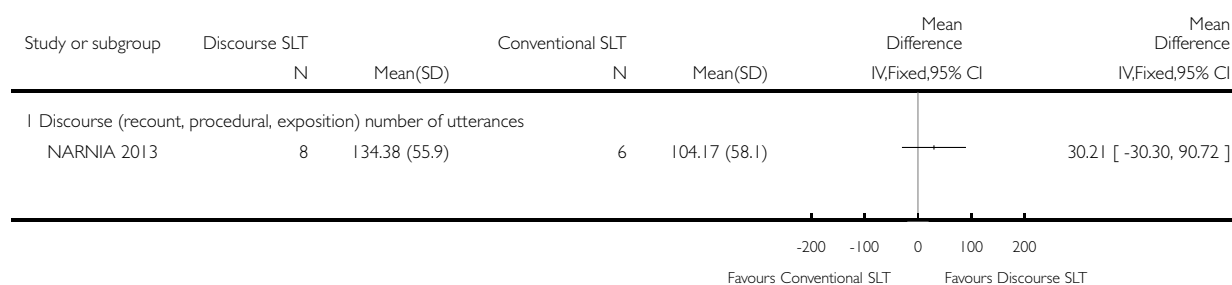 Mean Mean
Study or subgroup Discourse SLT Conventional SLT Difference Difference
N Mean(SD) N Mean(SD) IV,Fixed,95% CI IV,Fixed,95% CI
1 Discourse (recount, procedural, exposition) number of utterances
NARNIA 2013 8 134.38 (55.9) 6 104.17 (58.1) 30.21 [ -30.30, 90.72 ]
-200 -100 0 100 200
Favours Conventional SLT Favours Discourse SLT